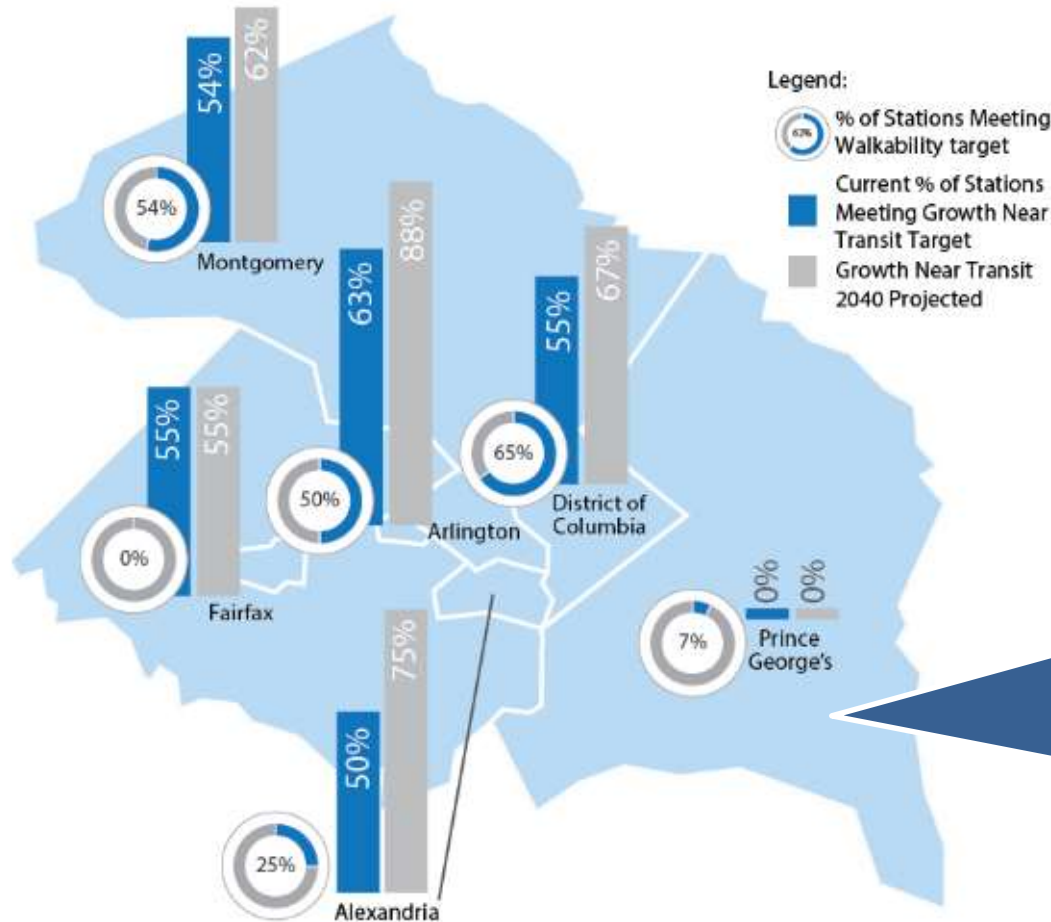 62%
54%
54%
Montgomery
Legend:
% of Stations Meeting
Walkability target
Current % of Stations
Meeting Growth Near
Transit Target
Growth Near Transit
2040 Projected
88%
63%
50%
Arlington
67%
55%
65%
District of
Columbia
55%
55%
0%
Fairfax
0%
0%
7%
Prince
George's
75%
50%
25%
Alexandria